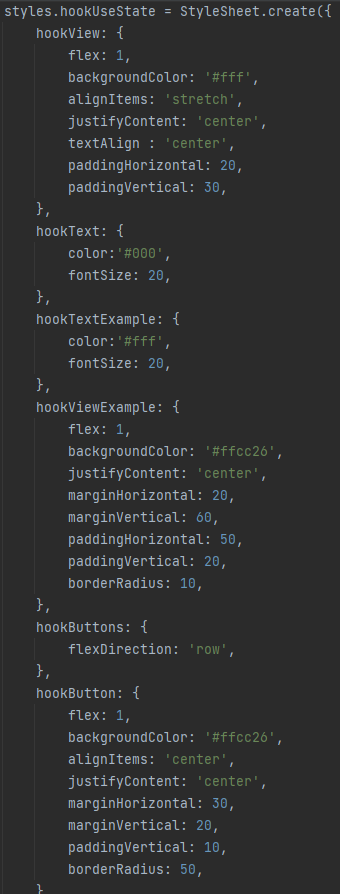 styles.hookUseState = StyleSheet.create({
    hookView: {
        flex: 1,
        backgroundColor: '#fff',
        alignItems: 'stretch',
        justifyContent: 'center',
        textAlign : 'center',
        paddingHorizontal: 20,
        paddingVertical: 30,
    },
    hookText: {
        color:'#000',
        fontSize: 20,
    },
    hookTextExample: {
        color:'#fff',
        fontSize: 20,
    },
    hookViewExample: {
        flex: 1,
        backgroundColor: '#ffcc26',
        justifyContent: 'center',
        marginHorizontal: 20,
        marginVertical: 60,
        paddingHorizontal: 50,
        paddingVertical: 20,
        borderRadius: 10,
    },
    hookButtons: {
        flexDirection: 'row',
    },
    hookButton: {
        flex: 1,
        backgroundColor: '#ffcc26',
        alignItems: 'center',
        justifyContent: 'center',
        marginHorizontal: 30,
        marginVertical: 20,
        paddingVertical: 10,
        borderRadius: 50,
    }